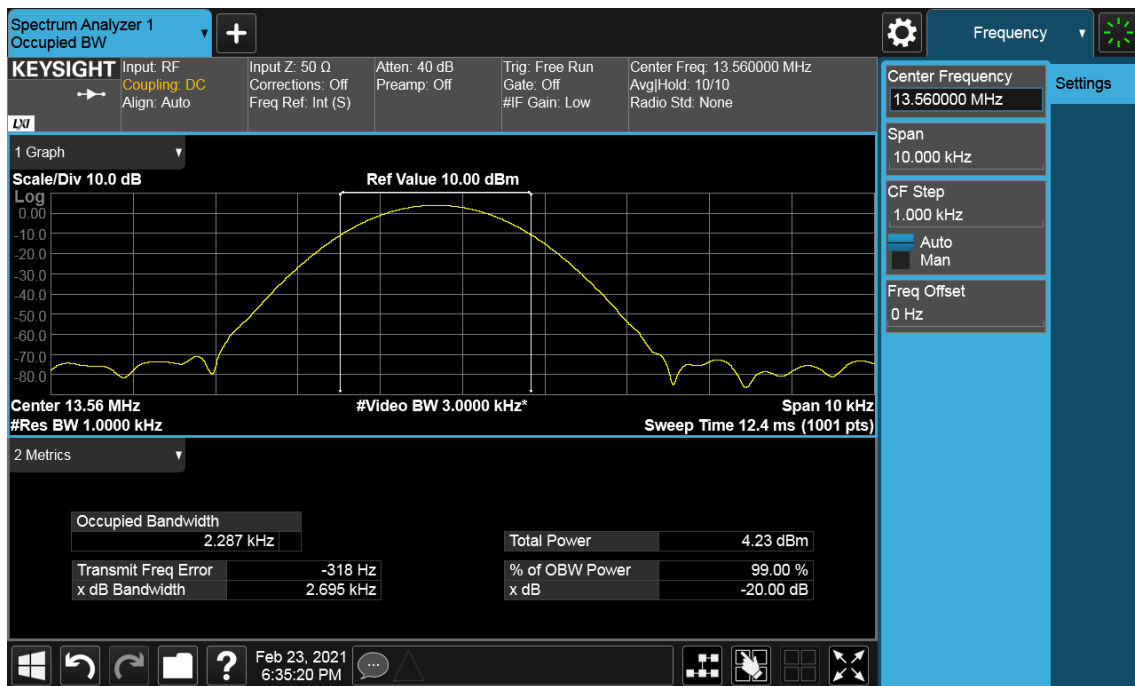 Spectrum Analyzer 1
Occupied BW
▼
+
Frequency
▼
KEYSIGHT
LXI
Input: RF
Coupling: DC
Align: Auto
Input Z: 50 Ω
Corrections: Off
Freq Ref: Int (S)
Atten: 40 dB
Preamp: Off
Trig: Free Run
Gate: Off
#IF Gain: Low
Center Freq: 13.560000 MHz
Avg|Hold: 10/10
Radio Std: None
Center Frequency
13.560000 MHz
Settings
Span
10.000 kHz
CF Step
1.000 kHz
Auto
Man
Freq Offset
0 Hz
1 Graph ▼
Scale/Div 10.0 dB Ref Value 10.00 dBm
Log
0.00
-10.0
-20.0
-30.0
-40.0
-50.0
-60.0
-70.0
-80.0
Center 13.56 MHz #Video BW 3.0000 kHz* Span 10 kHz
#Res BW 1.0000 kHz Sweep Time 12.4 ms (1001 pts)
2 Metrics ▼
Occupied Bandwidth
2.287 kHz
Total Power 4.23 dBm
Transmit Freq Error -318 Hz
% of OBW Power 99.00 %
x dB Bandwidth 2.695 kHz
x dB -20.00 dB
?
Feb 23, 2021
6:35:20 PM